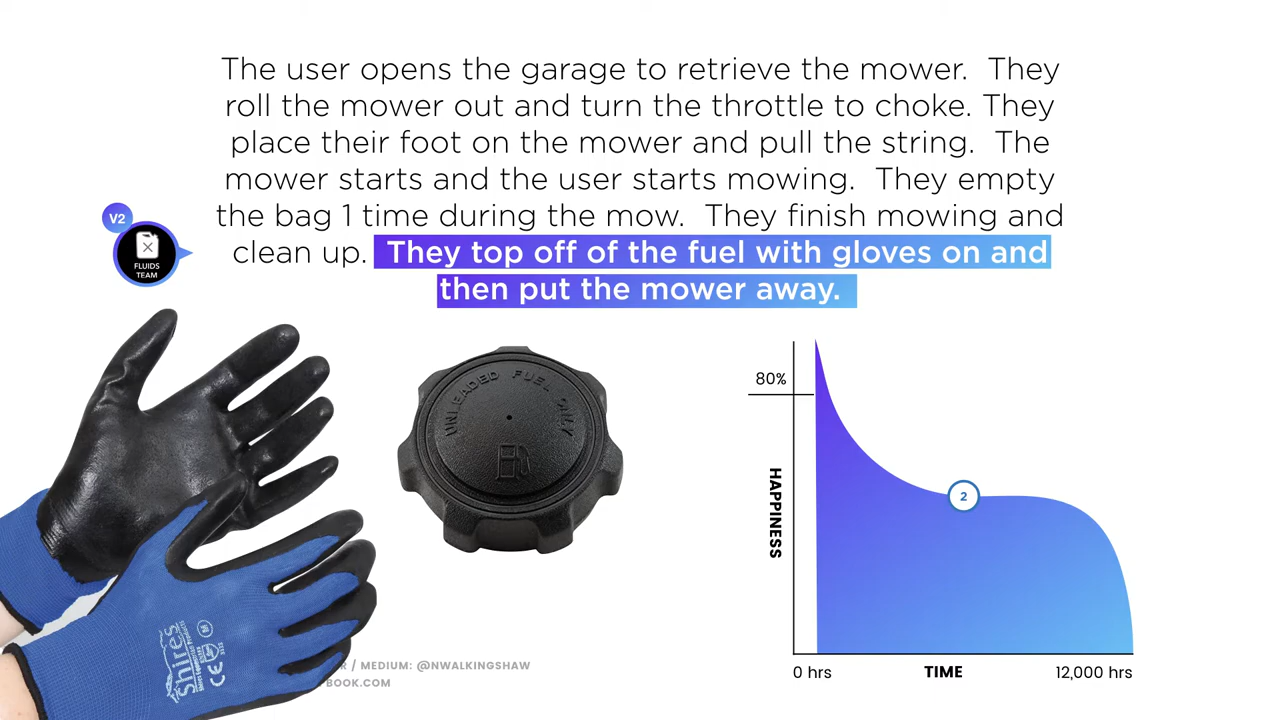 The user opens the garage to retrieve the mower. They
roll the mower out and turn the throttle to choke. They
place their foot on the mower and pull the string. The
mower starts and the user starts mowing. They empty
the bag 1 time during the mow. They finish mowing and
clean up. They top off of the fuel with gloves on and
then put the mower away.
V2
FLUIDS
TEAM
UNLEADED FUEL ONLY
80%
HAPPINESS
2
0 hrs
TIME
12,000 hrs
Shires
CE
/ MEDIUM: @NWALKINGSHAW
BOOK.COM